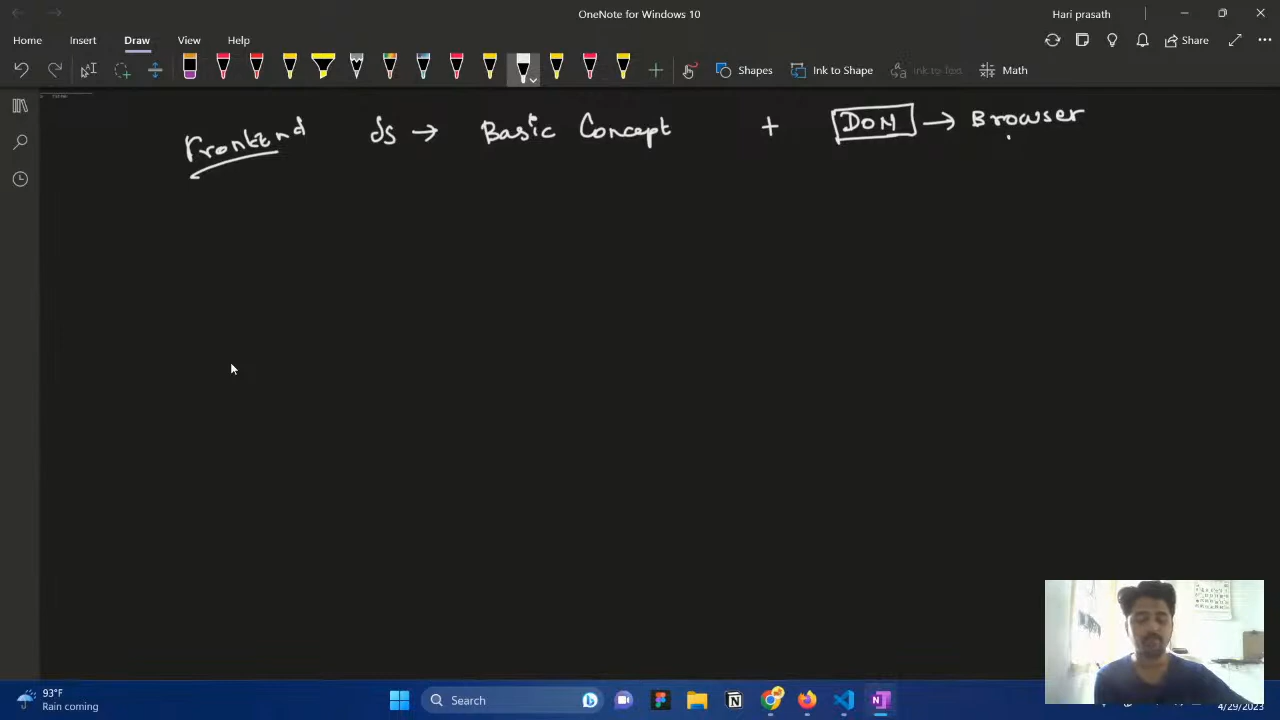 OneNote for Windows 10
Hari prasath
Home Insert Draw View Help
Share
Shapes Ink to Shape Ink to Text Math
FrontEnd Js → Basic Concept + DOM → Browser
93°F
Rain coming
Search
4/29/2023